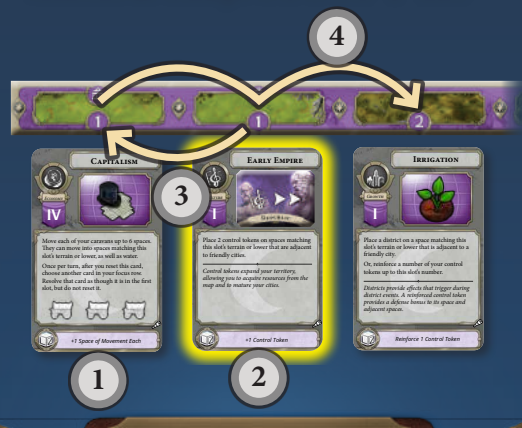 4
1
1
2
3
CAPITALISM
ECONOMY
IV
Move each of your caravans up to 6 spaces.
They can move into spaces matching this
slot's terrain or lower, as well as water.
Once per turn, after you reset this card,
choose another card in your focus row.
Resolve that card as though it is in the first
slot, but do not reset it.
+1 Space of Movement Each
EARLY EMPIRE
I
Place 2 control tokens on spaces matching
this slot's terrain or lower that are adjacent
to friendly cities.
Control tokens expand your territory,
allowing you to acquire resources from the
map and to mature your cities.
+1 Control Token
IRRIGATION
GROWTH
I
Place a district on a space matching this
slot's terrain or lower that is adjacent to a
friendly city.
Or, reinforce a number of your control
tokens up to this slot's number.
Districts provide effects that trigger during
district events. A reinforced control token
provides a defense bonus to its space and
adjacent spaces.
Reinforce 1 Control Token
1
2